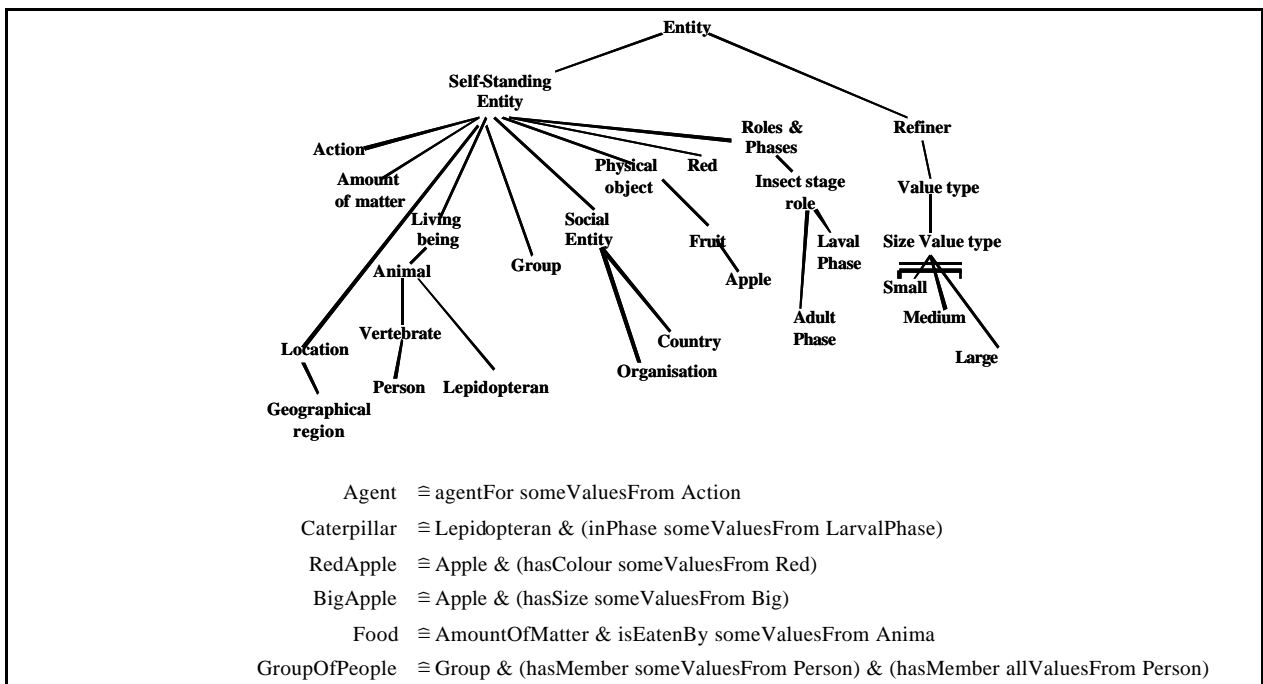 Entity
Self-Standing
Entity
Action
Amount
of matter
Living
being
Animal
Vertebrate
Person
Lepidopteran
Location
Geographical
region
Group
Social
Entity
Country
Organisation
Physical
object
Fruit
Apple
Red
Roles &
Phases
Insect stage
role
Laval
Phase
Adult
Phase
Refiner
Value type
Size Value type
Small
Medium
Large
Agent ≘ agentFor someValuesFrom Action
Caterpillar ≘ Lepidopteran & (inPhase someValuesFrom LarvalPhase)
RedApple ≘ Apple & (hasColour someValuesFrom Red)
BigApple ≘ Apple & (hasSize someValuesFrom Big)
Food ≘ AmountOfMatter & isEatenBy someValuesFrom Anima
GroupOfPeople ≘ Group & (hasMember someValuesFrom Person) & (hasMember allValuesFrom Person)